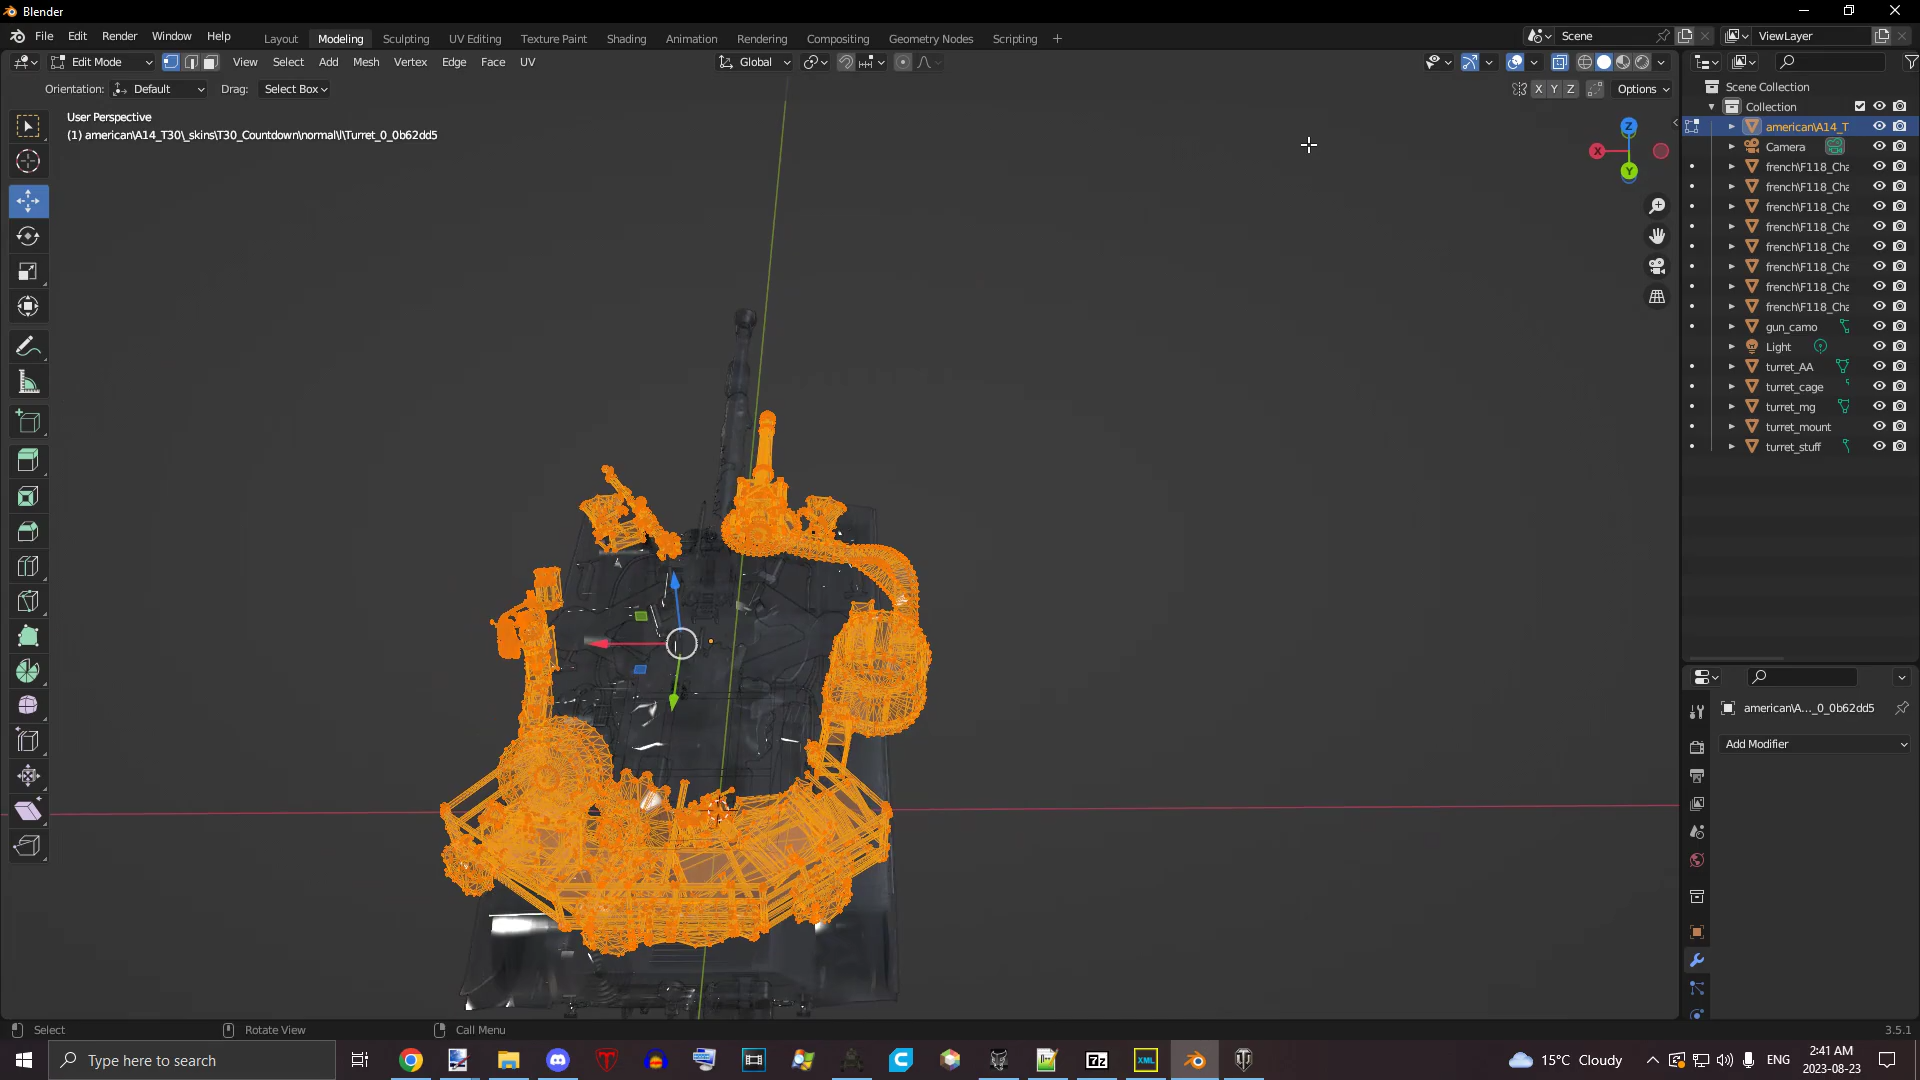 Blender
File Edit Render Window Help
Layout Modeling Sculpting UV Editing Texture Paint Shading Animation Rendering Compositing Geometry Nodes Scripting
Scene
ViewLayer
Edit Mode View Select Add Mesh Vertex Edge Face UV
Global
Orientation: Default Drag: Select Box
X Y Z Options
User Perspective
(1) american\A14_T30\_skins\T30_Countdown\normal\l\Turret_0_0b62dd5
Z
X
Y
Scene Collection
Collection
american\A14_T
Camera
french\F118_Cha
french\F118_Cha
french\F118_Cha
french\F118_Cha
french\F118_Cha
french\F118_Cha
french\F118_Cha
french\F118_Cha
gun_camo
Light
turret_AA
turret_cage
turret_mg
turret_mount
turret_stuff
american\A..._0_0b62dd5
Add Modifier
Select Rotate View Call Menu
3.5.1
Type here to search
7z
XML
15°C Cloudy
ENG
2:41 AM
2023-08-23